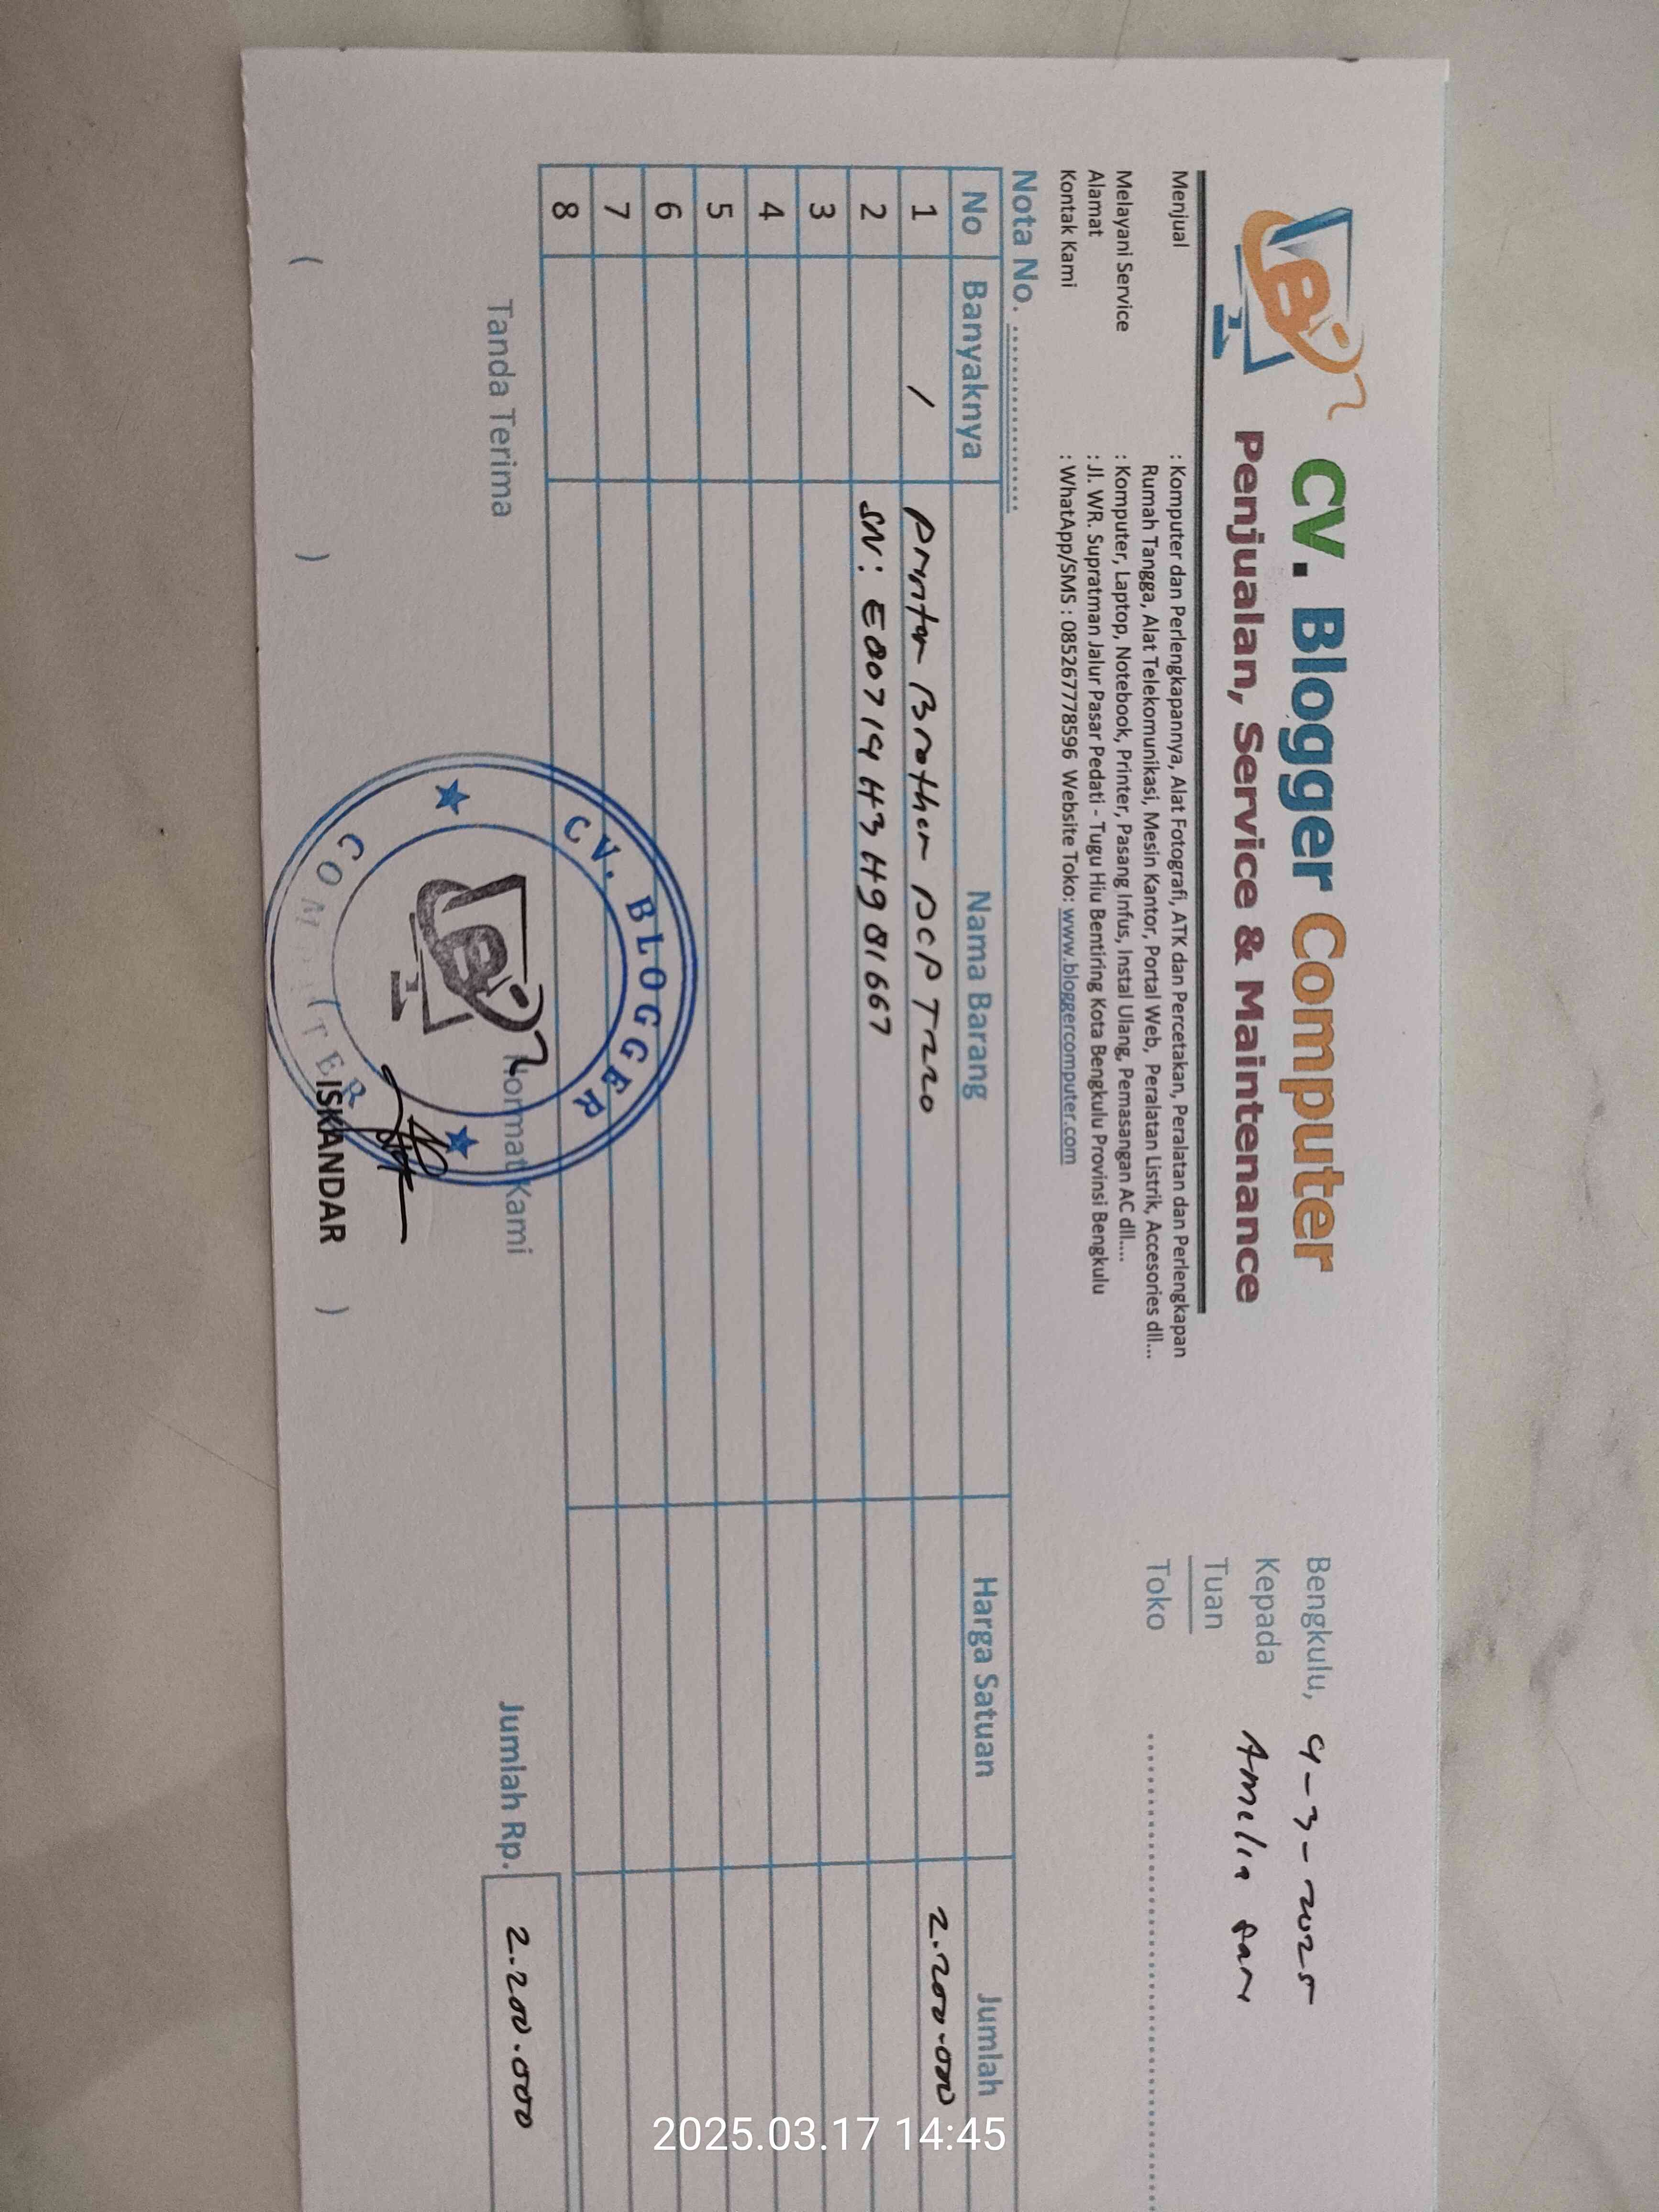 CV. Blogger Computer
Penjualan, Service & Maintenance
Menjual : Komputer dan Perlengkapannya, Alat Fotografi, ATK dan Percetakan, Peralatan dan Perlengkapan
Rumah Tangga, Alat Telekomunikasi, Mesin Kantor, Portal Web, Peralatan Listrik, Accesories dll...
Melayani Service : Komputer, Laptop, Notebook, Printer, Pasang Infus, Instal Ulang, Pemasangan AC dll....
Alamat : Jl. WR. Supratman Jalur Pasar Pedati - Tugu Hiu Bentiring Kota Bengkulu Provinsi Bengkulu
Kontak Kami : WhatApp/SMS : 085267778596 Website Toko: www.bloggercomputer.com
Bengkulu, 4-3-2025
Kepada Amelia
Tuan
Toko ....................
Nota No. ....................
No Banyaknya Nama Barang Harga Satuan Jumlah
1 1 Printer Brother DCP T220 2.200.000
2 SN: E80719H3H981667
3
4
5
6
7
8
Tanda Terima Hormat Kami Jumlah Rp. 2.200.000
CV. BLOGGER
COMPUTER
( ) ISKANDAR )
2025.03.17 14:45